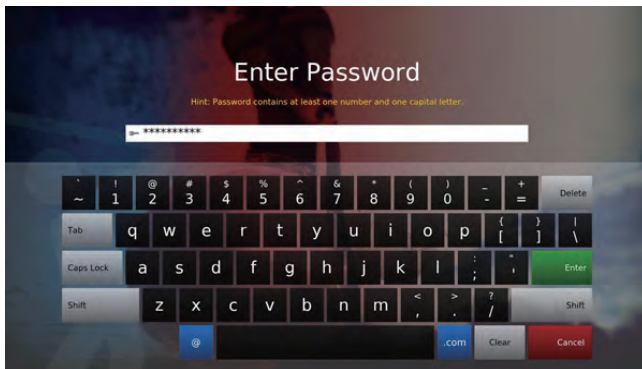 Enter Password
Hint: Password contains at least one number and one capital letter.
**********
` ! @ # $ % ^ & * ( ) _ +
~ 1 2 3 4 5 6 7 8 9 0 - = Delete
Tab q w e r t y u i o p { [ } ] | \
Caps Lock a s d f g h j k l : ; " ' Enter
Shift z x c v b n m < , > . ? / Shift
@ .com Clear Cancel